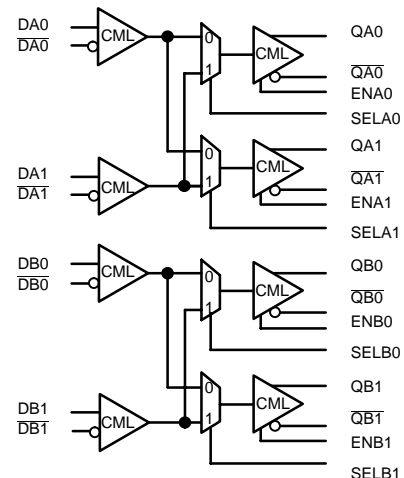 DA0
DA0
CML
0
1
CML
QA0
QA0
ENA0
SELA0
DA1
DA1
CML
0
1
CML
QA1
QA1
ENA1
SELA1
DB0
DB0
CML
0
1
CML
QB0
QB0
ENB0
SELB0
DB1
DB1
CML
0
1
CML
QB1
QB1
ENB1
SELB1